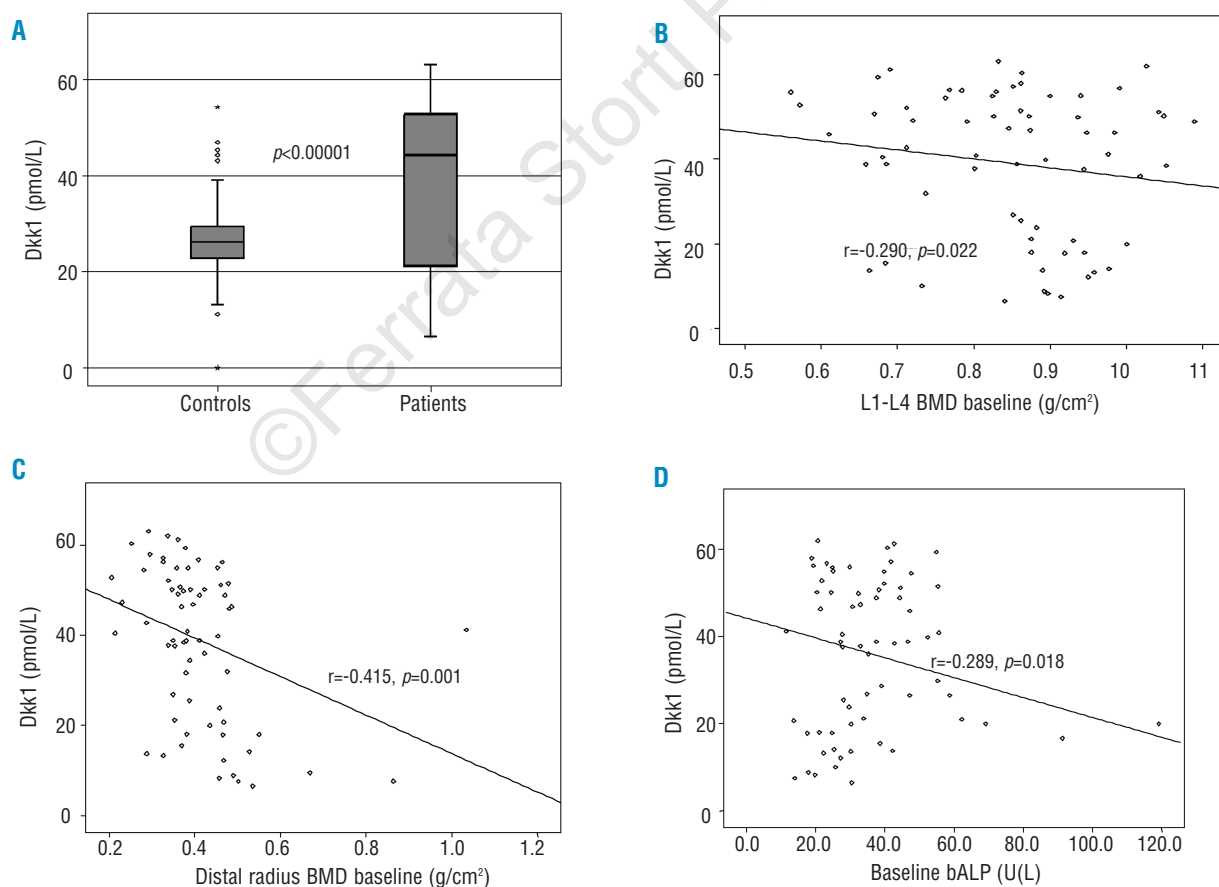 A
Dkk1 (pmol/L)
60
40
20
0
p<0.00001
Controls
Patients
B
Dkk1 (pmol/L)
60
40
20
0
r=-0.290, p=0.022
0.5 0.6 0.7 0.8 0.9 10 11
L1-L4 BMD baseline (g/cm²)
C
Dkk1 (pmol/L)
60
40
20
0
r=-0.415, p=0.001
0.2 0.4 0.6 0.8 1.0 1.2
Distal radius BMD baseline (g/cm²)
D
Dkk1 (pmol/L)
60
40
20
0
r=-0.289, p=0.018
0.0 20.0 40.0 60.0 80.0 100.0 120.0
Baseline bALP (U(L)
©Ferrata Storti